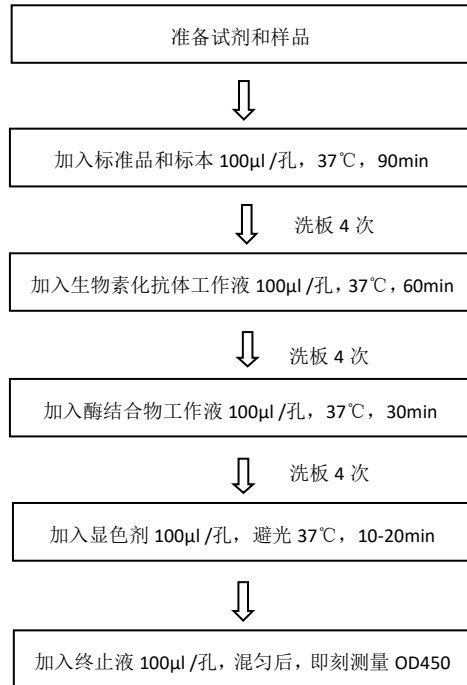 准备试剂和样品
加入标准品和标本 100μl /孔，37℃，90min
洗板 4 次
加入生物素化抗体工作液 100μl /孔，37℃，60min
洗板 4 次
加入酶结合物工作液 100μl /孔，37℃，30min
洗板 4 次
加入显色剂 100μl /孔，避光 37℃，10-20min
加入终止液 100μl /孔，混匀后，即刻测量 OD450